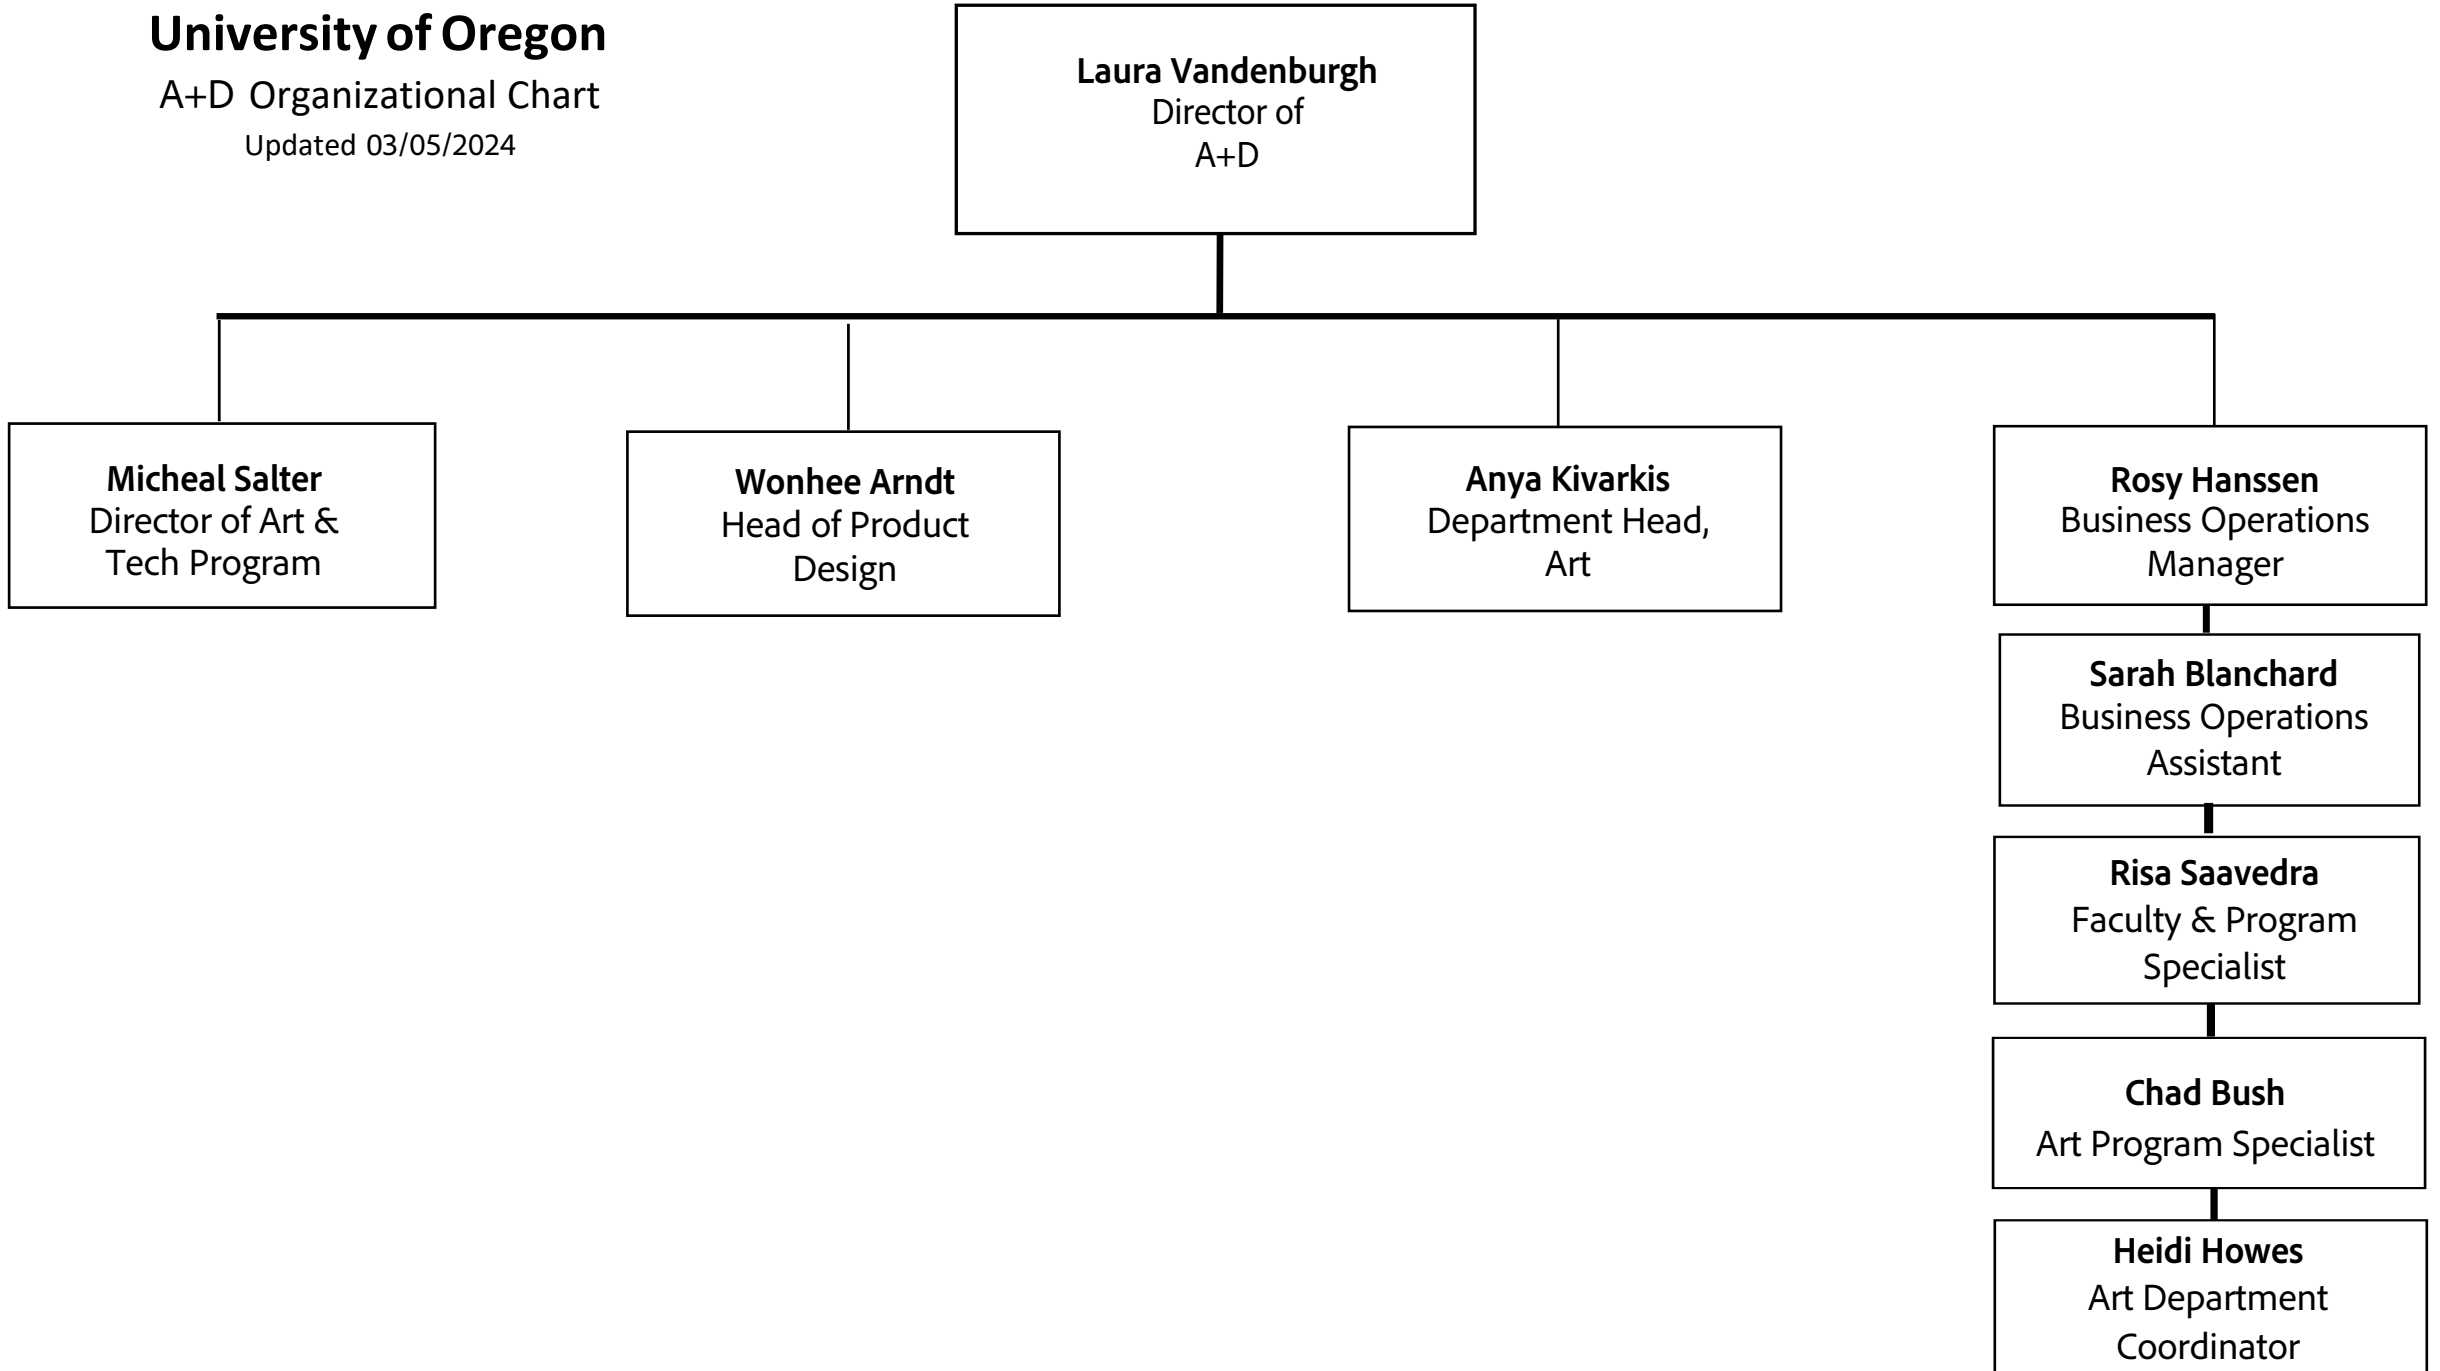 University of Oregon
A+D Organizational Chart
Updated 03/05/2024
Laura Vandenburgh
Director of
A+D
Micheal Salter
Director of Art &
Tech Program
Wonhee Arndt
Head of Product
Design
Anya Kivarkis
Department Head,
Art
Rosy Hanssen
Business Operations
Manager
Sarah Blanchard
Business Operations
Assistant
Risa Saavedra
Faculty & Program
Specialist
Chad Bush
Art Program Specialist
Heidi Howes
Art Department
Coordinator